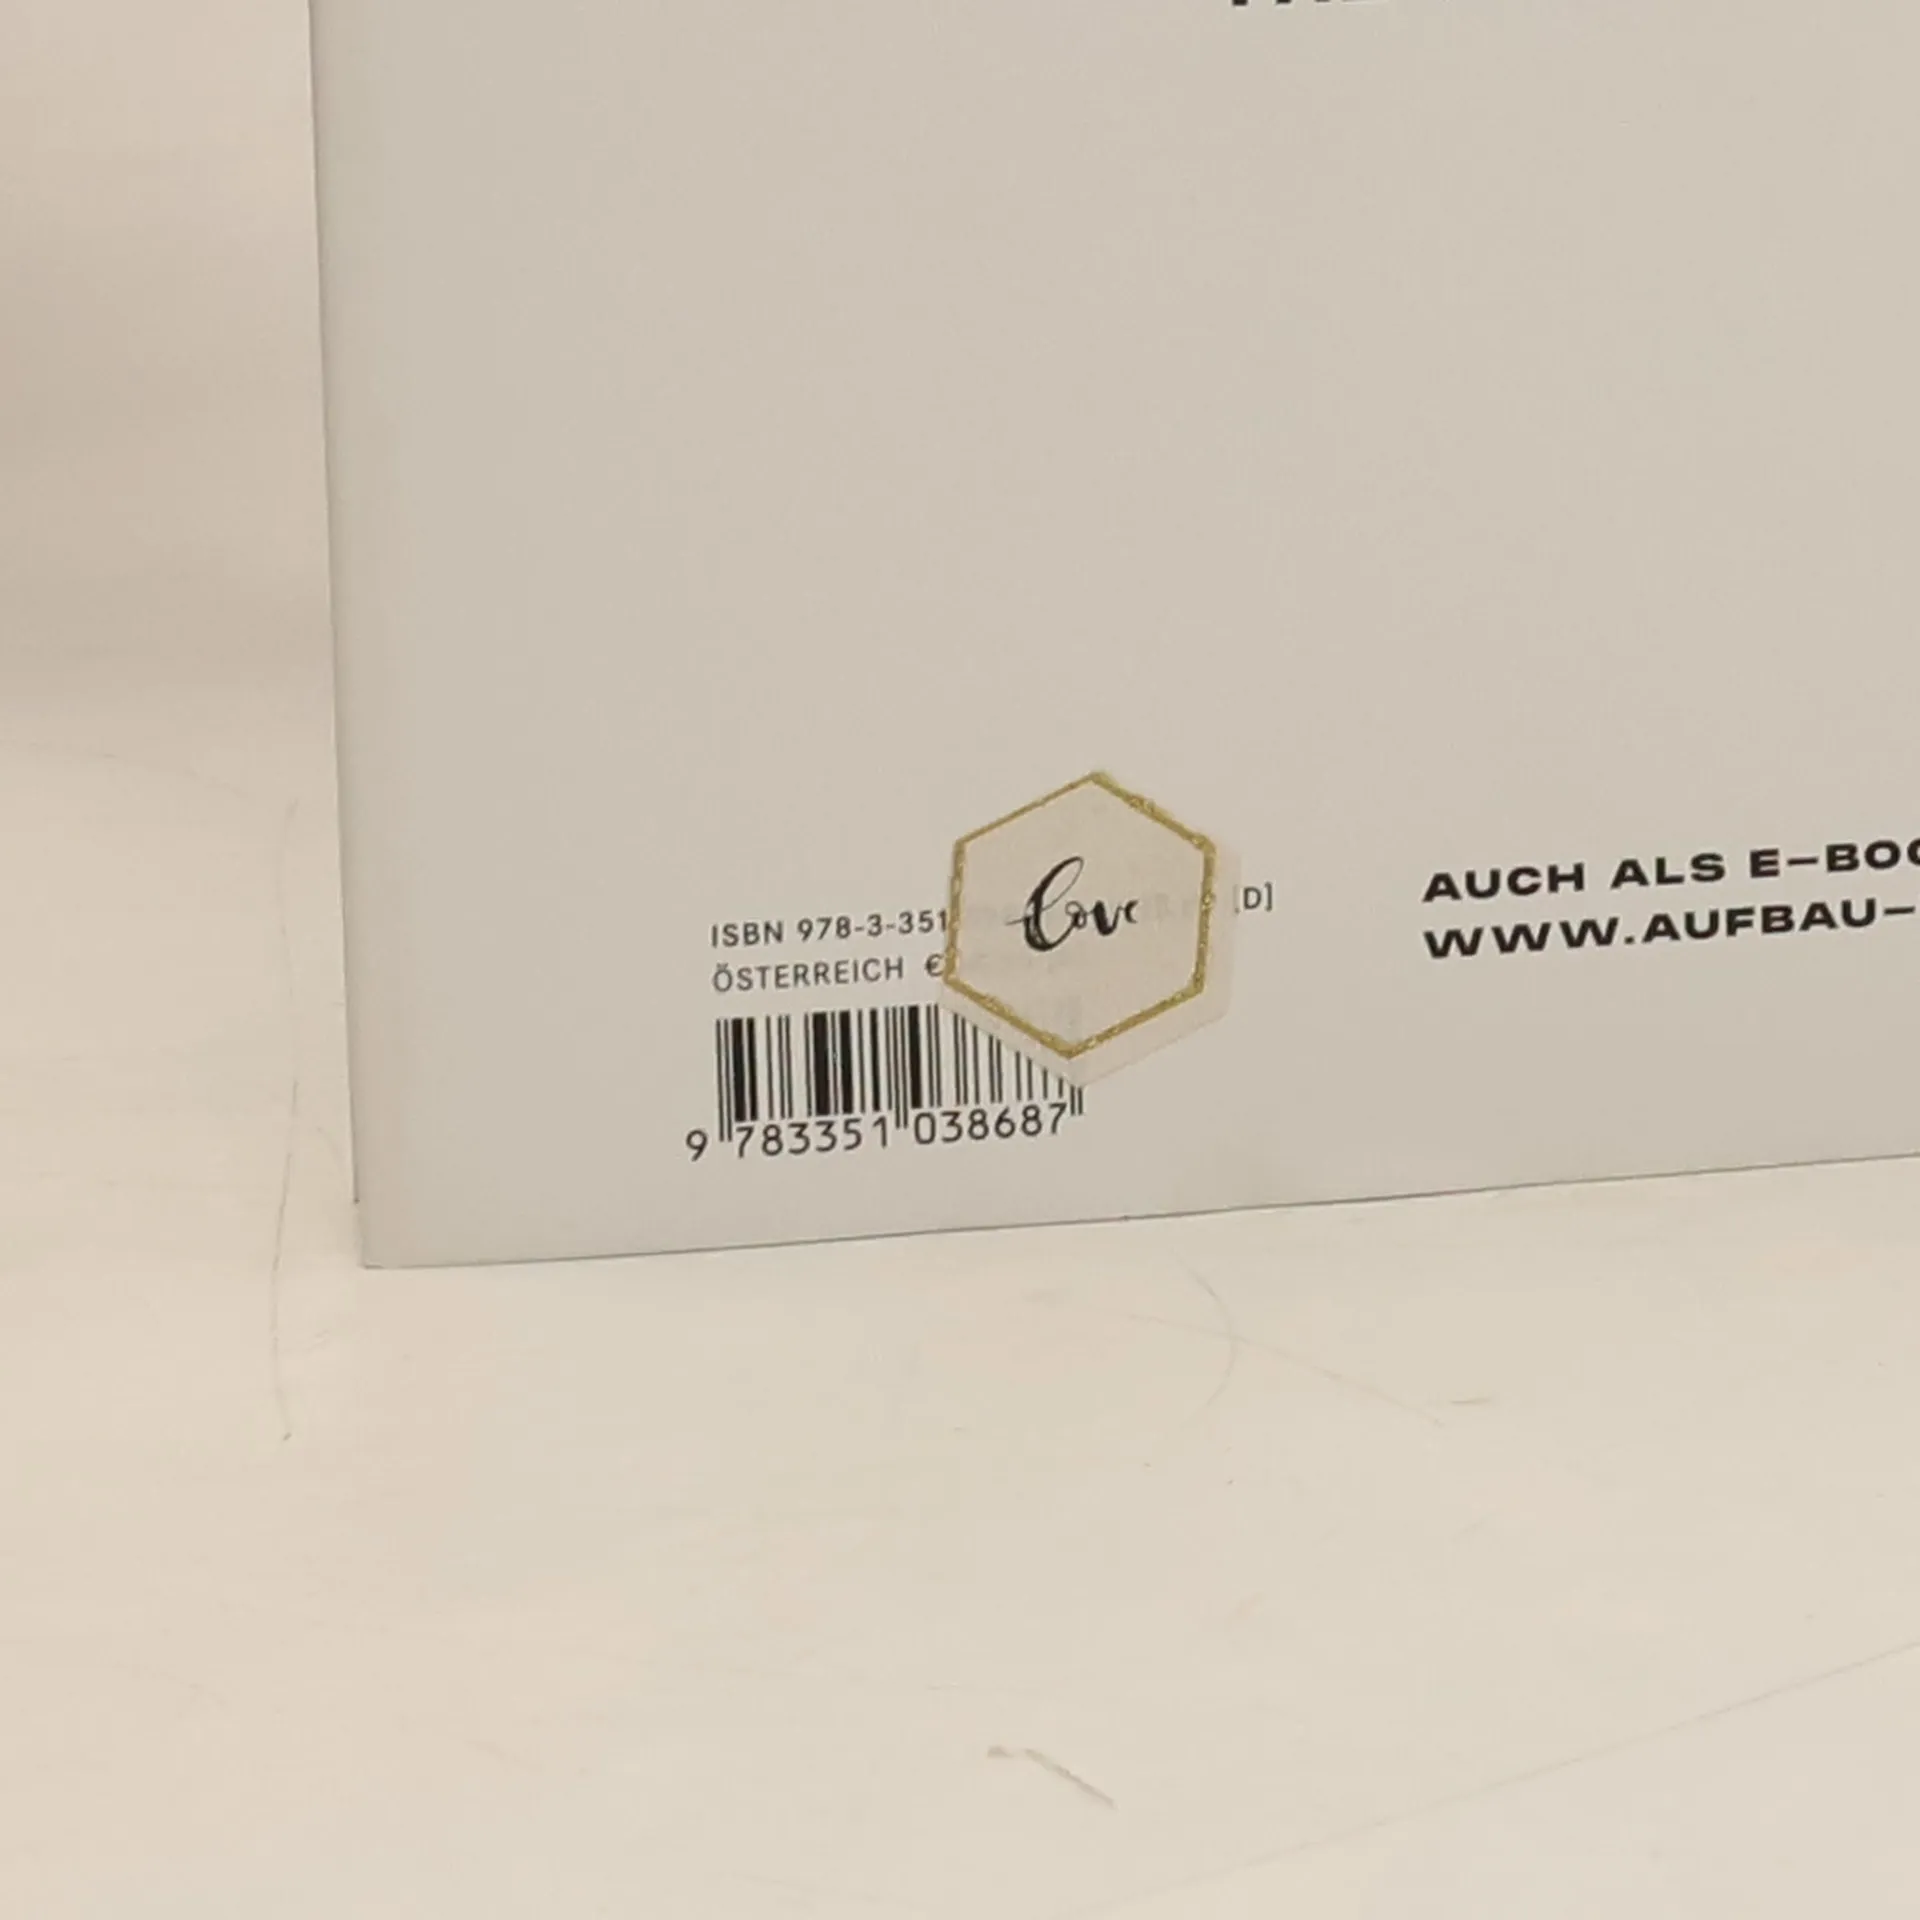 ISBN 978-3-351
[D]
ÖSTERREICH €
Love
9 783351 038687
AUCH ALS E-BOO
WWW.AUFBAU-